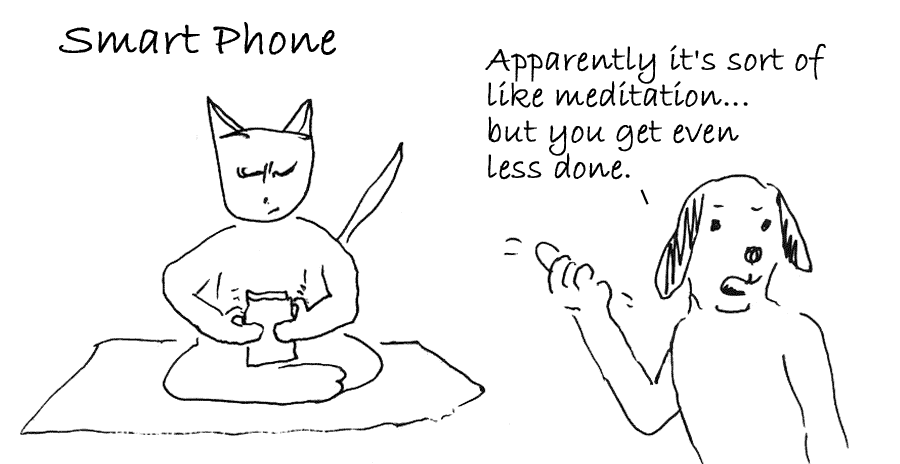 Smart Phone
Apparently it's sort of
like meditation...
but you get even
less done.